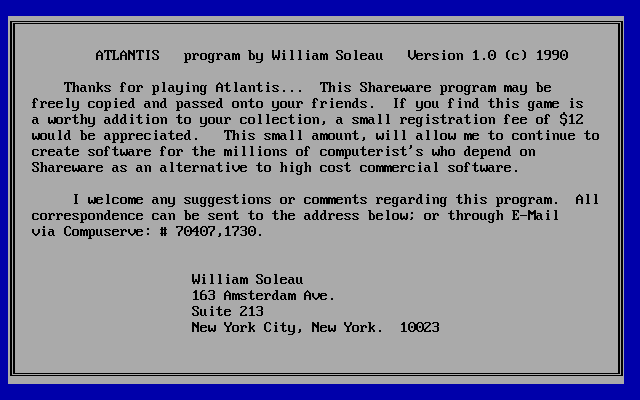 ATLANTIS   program by William Soleau   Version 1.0 (c) 1990
Thanks for playing Atlantis...  This Shareware program may be
freely copied and passed onto your friends.  If you find this game is
a worthy addition to your collection, a small registration fee of $12
would be appreciated.   This small amount, will allow me to continue to
create software for the millions of computerist's who depend on
Shareware as an alternative to high cost commercial software.
I welcome any suggestions or comments regarding this program.  All
correspondence can be sent to the address below; or through E-Mail
via Compuserve: # 70407,1730.
William Soleau
163 Amsterdam Ave.
Suite 213
New York City, New York.  10023